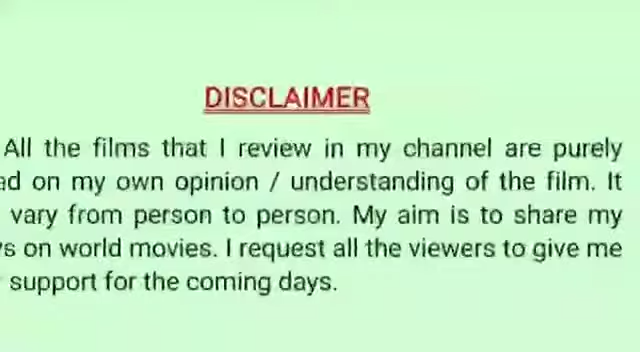 DISCLAIMER
All the films that I review in my channel are purely
on my own opinion / understanding of the film. It
vary from person to person. My aim is to share my
on world movies. I request all the viewers to give me
support for the coming days.